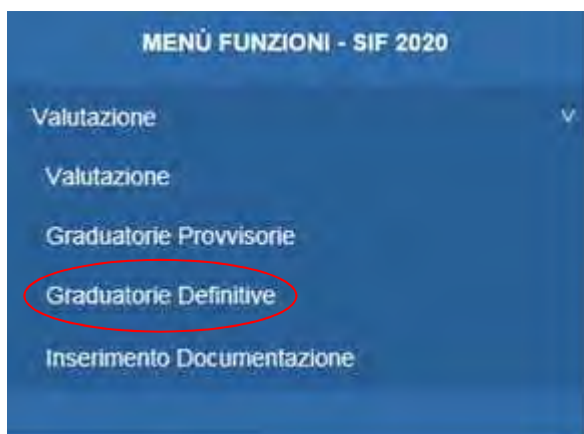 MENÙ FUNZIONI - SIF 2020
Valutazione
Valutazione
Graduatorie Provvisorie
Graduatorie Definitive
Inserimento Documentazione